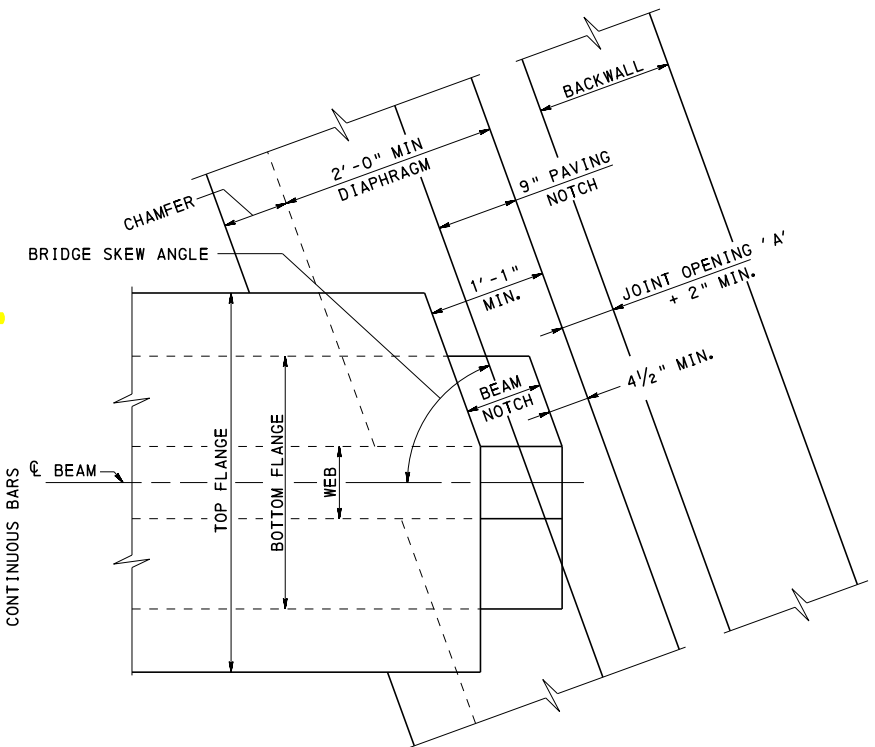 BACKWALL
2'-0" MIN
DIAPHRAGM
9" PAVING
NOTCH
CHAMFER
BRIDGE SKEW ANGLE
1'-1"
MIN.
JOINT OPENING 'A'
+ 2" MIN.
4½" MIN.
BEAM
NOTCH
TOP FLANGE
BOTTOM FLANGE
WEB
℄ BEAM
CONTINUOUS BARS